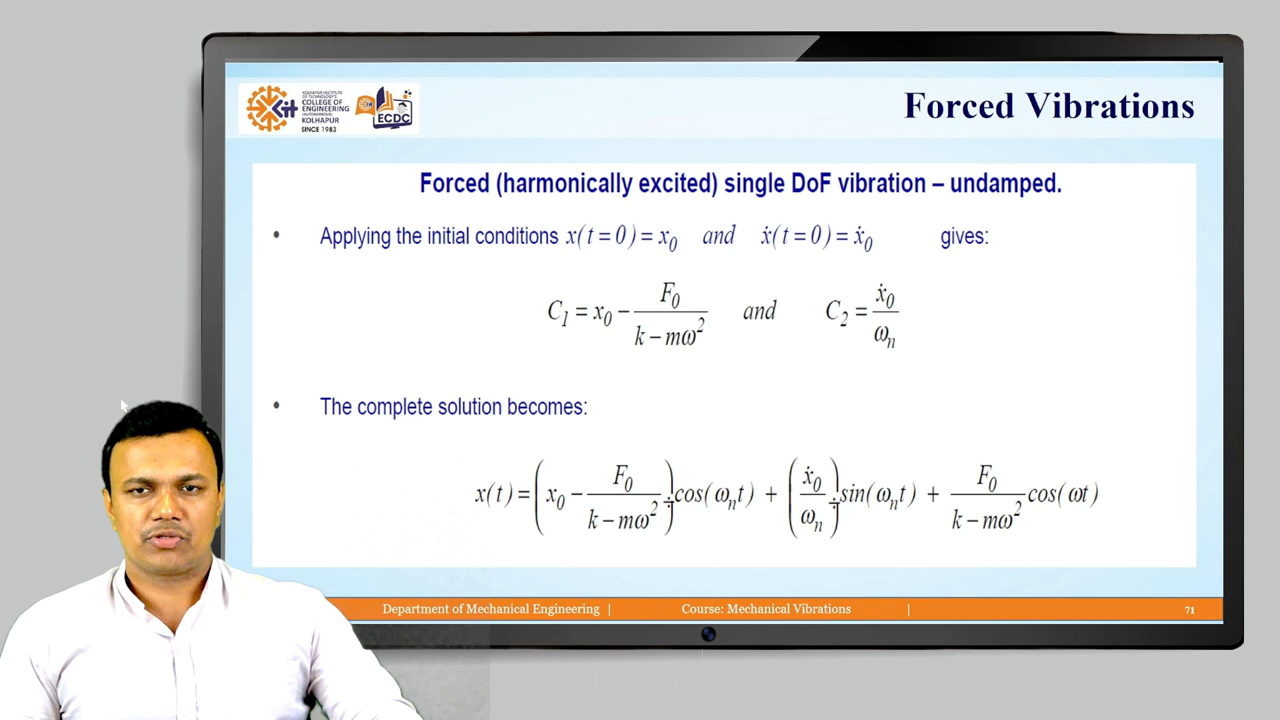 KOLHAPUR INSTITUTE
OF TECHNOLOGY'S
COLLEGE OF
ENGINEERING
(AUTONOMOUS),
KOLHAPUR
SINCE 1983
ECDC
Forced Vibrations
Forced (harmonically excited) single DoF vibration – undamped.
• Applying the initial conditions x(t = 0) = x₀ and ẋ(t = 0) = ẋ₀ gives:
C₁ = x₀ − F₀ / (k − mω²) and C₂ = ẋ₀ / ωₙ
• The complete solution becomes:
x(t) = (x₀ − F₀ / (k − mω²)) cos(ωₙt) + (ẋ₀ / ωₙ) sin(ωₙt) + F₀ / (k − mω²) cos(ωt)
Department of Mechanical Engineering | Course: Mechanical Vibrations | 71